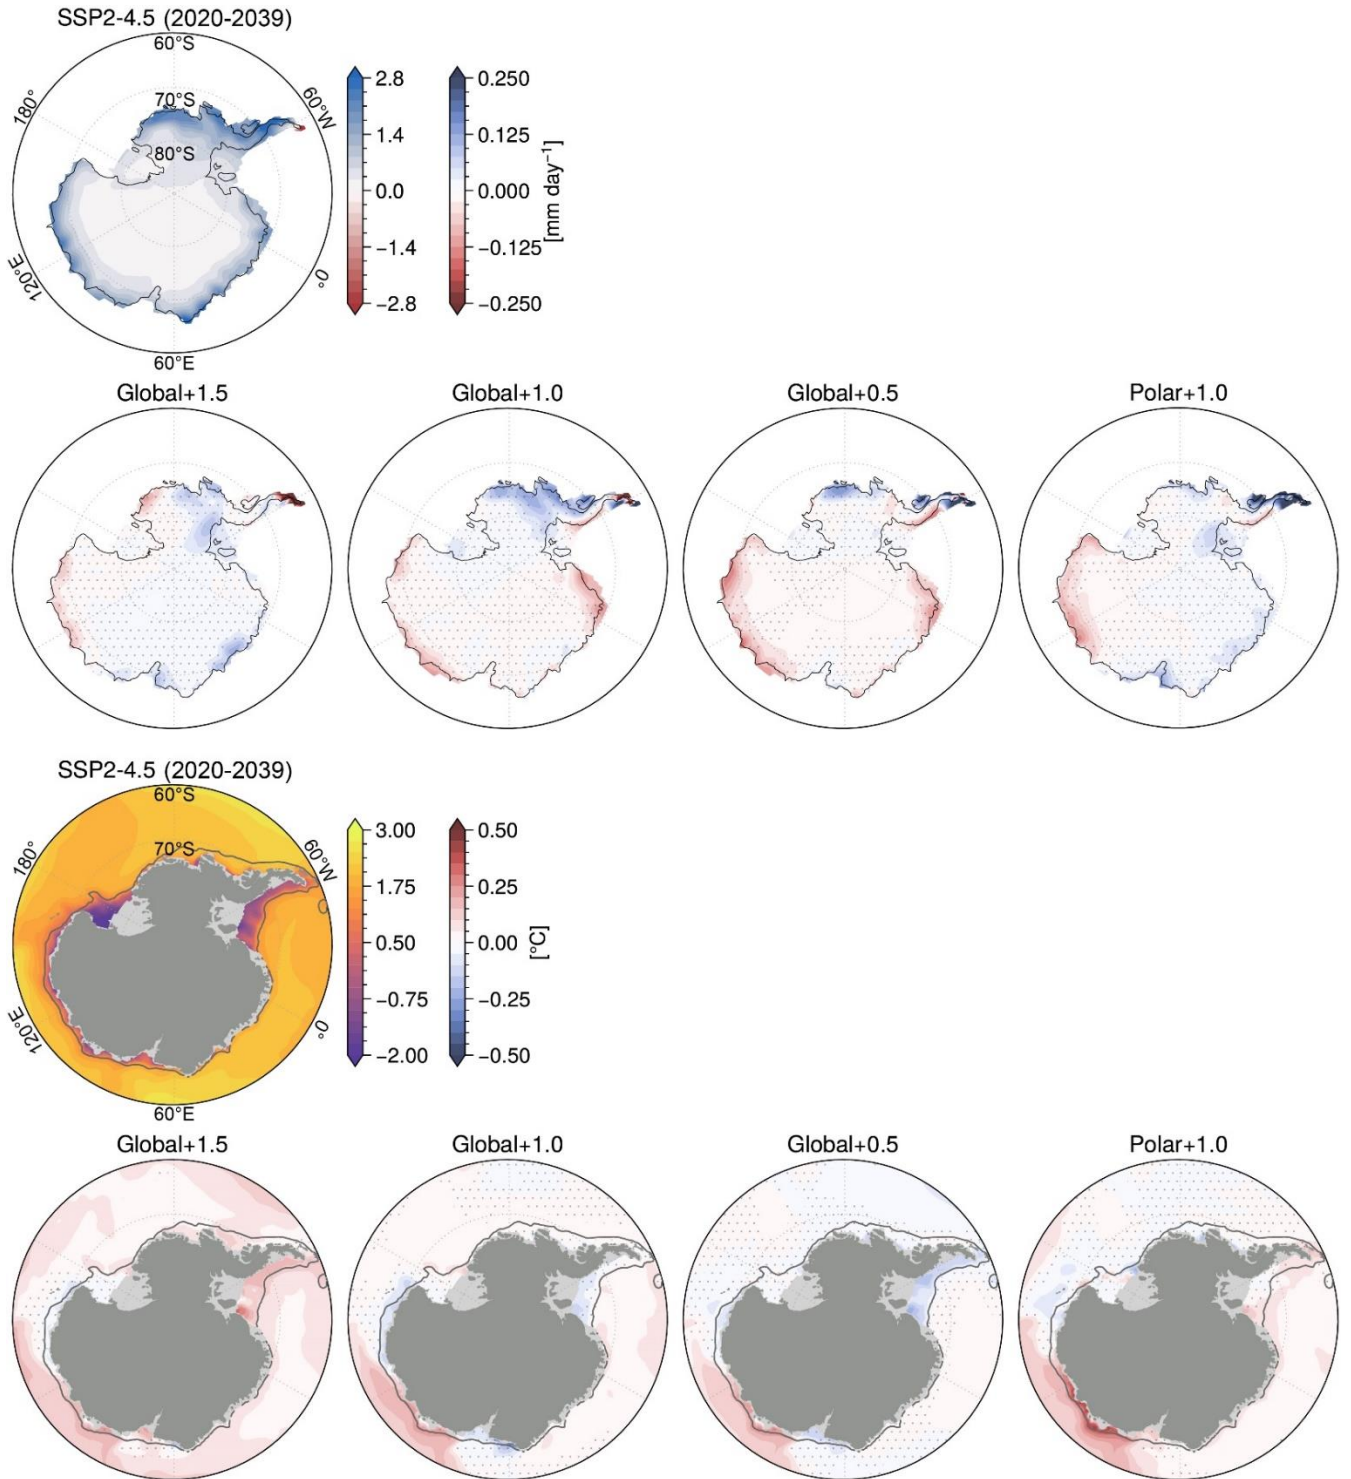 SSP2-4.5 (2020-2039)
60°S
70°S
80°S
180°
60°W
120°E
0°
60°E
2.8
1.4
0.0
−1.4
−2.8
0.250
0.125
0.000
−0.125
−0.250
[mm day⁻¹]
Global+1.5
Global+1.0
Global+0.5
Polar+1.0
SSP2-4.5 (2020-2039)
60°S
70°S
180°
60°W
120°E
0°
60°E
3.00
1.75
0.50
−0.75
−2.00
0.50
0.25
0.00
−0.25
−0.50
[°C]
Global+1.5
Global+1.0
Global+0.5
Polar+1.0